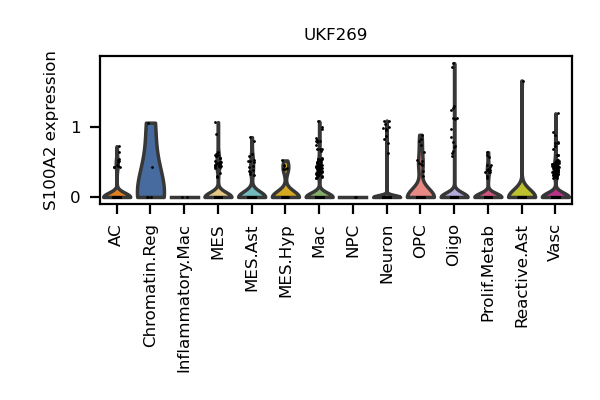 UKF269
S100A2 expression
1
0
AC
Chromatin.Reg
Inflammatory.Mac
MES
MES.Ast
MES.Hyp
Mac
NPC
Neuron
OPC
Oligo
Prolif.Metab
Reactive.Ast
Vasc